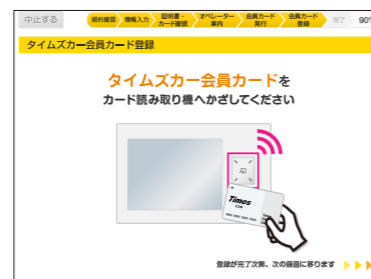 中止する
規約確認 情報入力 証明書・カード確認 オペレーター案内 会員カード発行 会員カード登録 完了 90%
タイムズカー会員カード登録
タイムズカー会員カードを
カード読み取り機へかざしてください
Times
CAR
登録が完了次第、次の画面に移ります